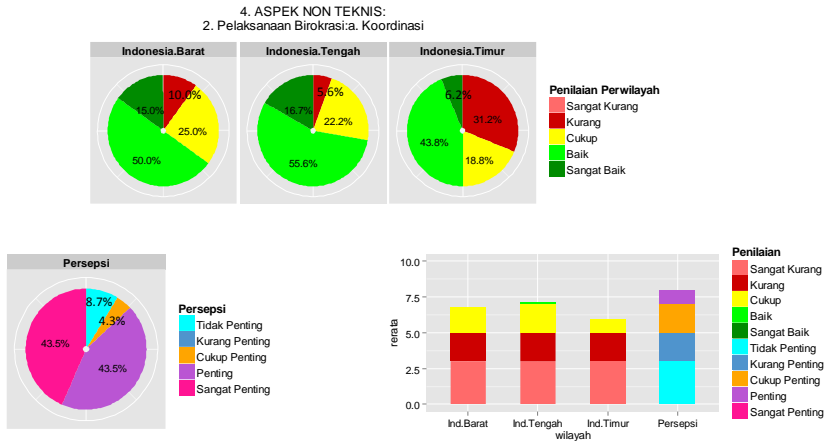 4. ASPEK NON TEKNIS:
2. Pelaksanaan Birokrasi:a. Koordinasi
Indonesia.Barat
Indonesia.Tengah
Indonesia.Timur
10.0%
25.0%
50.0%
15.0%
5.6%
22.2%
55.6%
16.7%
31.2%
18.8%
43.8%
6.2%
Penilaian Perwilayah
Sangat Kurang
Kurang
Cukup
Baik
Sangat Baik
Persepsi
8.7%
4.3%
43.5%
43.5%
Persepsi
Tidak Penting
Kurang Penting
Cukup Penting
Penting
Sangat Penting
rerata
10.0
7.5
5.0
2.5
0.0
Ind.Barat
Ind.Tengah
Ind.Timur
Persepsi
wilayah
Penilaian
Sangat Kurang
Kurang
Cukup
Baik
Sangat Baik
Tidak Penting
Kurang Penting
Cukup Penting
Penting
Sangat Penting